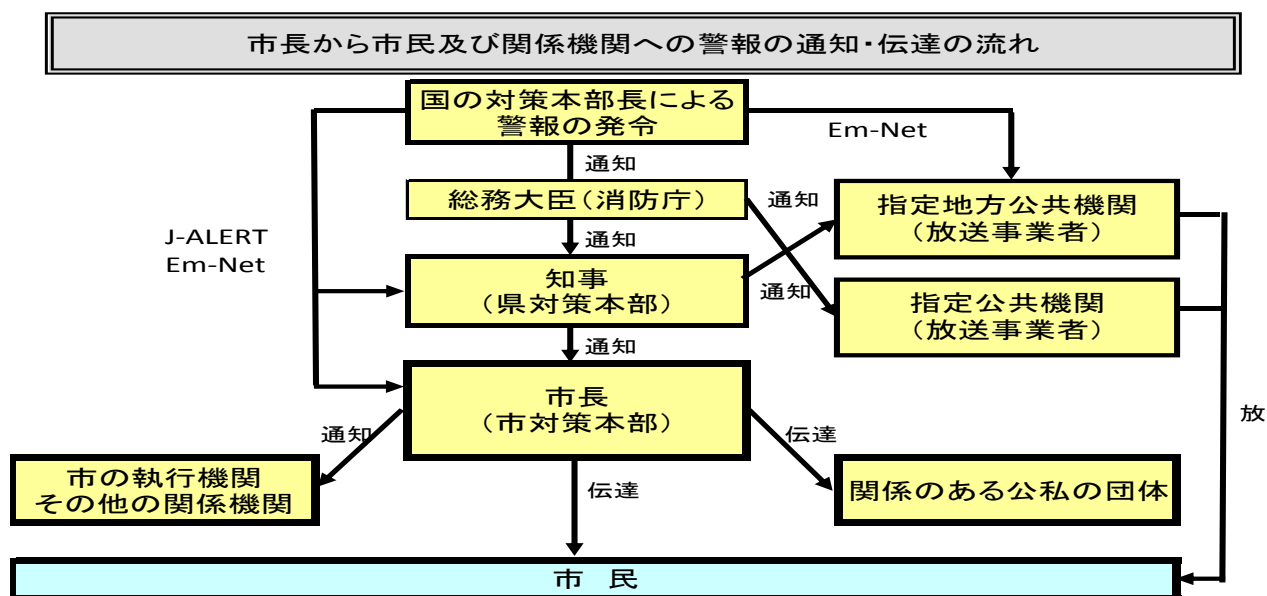 市長から市民及び関係機関への警報の通知・伝達の流れ
国の対策本部長による
警報の発令
Em-Net
通知
総務大臣(消防庁)
通知
指定地方公共機関
(放送事業者)
J-ALERT
Em-Net
通知
知事
(県対策本部)
通知
指定公共機関
(放送事業者)
通知
市長
(市対策本部)
放
通知
伝達
市の執行機関
その他の関係機関
伝達
関係のある公私の団体
市 民